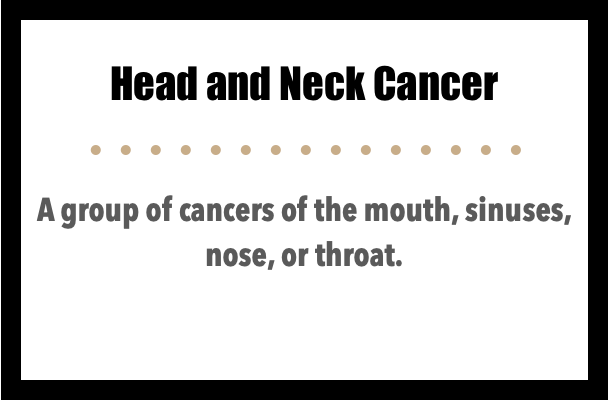 Head and Neck Cancer
A group of cancers of the mouth, sinuses,
nose, or throat.